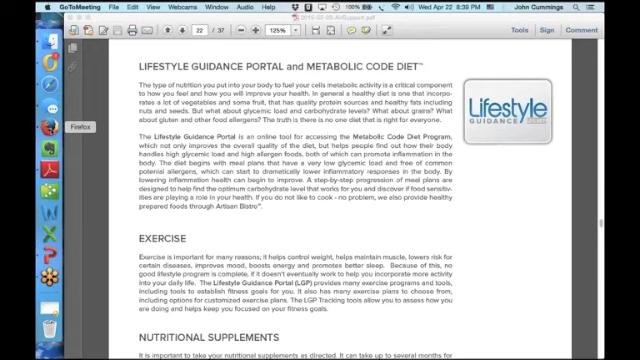 GoToMeeting File Edit View Webcams Window Help 100% Wed Apr 22 8:39 PM John Cummings
2015-03-03-AirSupport.pdf
22 / 37 125% Tools Sign Comment
LIFESTYLE GUIDANCE PORTAL and METABOLIC CODE DIET™
The type of nutrition you put into your body to fuel your cells metabolic activity is a critical component
to how you feel and how you will improve your health. In general a healthy diet is one that incorpo-
rates a lot of vegetables and some fruit, that has quality protein sources and healthy fats including
nuts and seeds. But what about glycemic load and carbohydrate levels? What about grains? What
about gluten and other food allergens? The truth is there is no one diet that is right for everyone.
Lifestyle
GUIDANCE
Firefox
The Lifestyle Guidance Portal is an online tool for accessing the Metabolic Code Diet Program,
which not only improves the overall quality of the diet, but helps people find out how their body
handles high glycemic load and high allergen foods, both of which can promote inflammation in the
body. The diet begins with meal plans that have a very low glycemic load and free of common
potenial allergens, which can start to dramatically lower inflammatory responses in the body. By
lowering inflammation health can begin to improve. A step-by-step progression of meal plans are
designed to help find the optimum carbohydrate level that works for you and discover if food sensitiv-
ities are playing a role in your health. If you do not like to cook - no problem, we also provide healthy
prepared foods through Artisan Bistro™.
EXERCISE
Exercise is important for many reasons; it helps control weight, helps maintain muscle, lowers risk for
certain diseases, improves mood, boosts energy and promotes better sleep. Because of this, no
good lifestyle program is complete, if it doesn't eventually work to help you incorporate more activity
into your daily life. The Lifestyle Guidance Portal (LGP) provides many exercise programs and tools,
including tools to establish fitness goals for you. It also has many exercise plans to choose from,
including options for customized exercise plans. The LGP Tracking tools allow you to assess how you
are doing and helps keep you focused on your fitness goals.
NUTRITIONAL SUPPLEMENTS
It is important to take your nutritional supplements as directed. It can take up to several months for